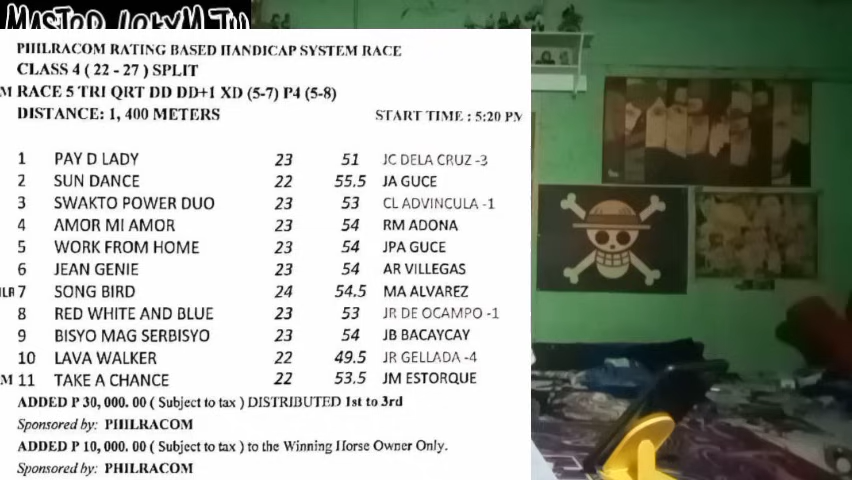 PHILRACOM RATING BASED HANDICAP SYSTEM RACE
CLASS 4 ( 22 - 27 ) SPLIT
M RACE 5 TRI QRT DD DD+1 XD (5-7) P4 (5-8)
DISTANCE: 1, 400 METERS START TIME : 5:20 PM
1 PAY D LADY 23 51 JC DELA CRUZ -3
2 SUN DANCE 22 55.5 JA GUCE
3 SWAKTO POWER DUO 23 53 CL ADVINCULA -1
4 AMOR MI AMOR 23 54 RM ADONA
5 WORK FROM HOME 23 54 JPA GUCE
6 JEAN GENIE 23 54 AR VILLEGAS
7 SONG BIRD 24 54.5 MA ALVAREZ
8 RED WHITE AND BLUE 23 53 JR DE OCAMPO -1
9 BISYO MAG SERBISYO 23 54 JB BACAYCAY
10 LAVA WALKER 22 49.5 JR GELLADA -4
M 11 TAKE A CHANCE 22 53.5 JM ESTORQUE
ADDED P 30, 000. 00 ( Subject to tax ) DISTRIBUTED 1st to 3rd
Sponsored by: PHILRACOM
ADDED P 10, 000. 00 ( Subject to tax ) to the Winning Horse Owner Only.
Sponsored by: PHILRACOM